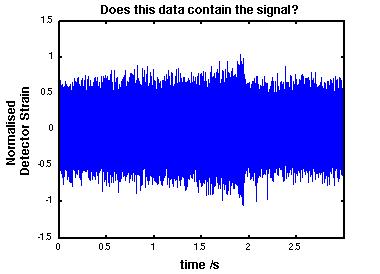 Does this data contain the signal?
1.5
1
0.5
0
-0.5
-1
-1.5
Normalised
Detector Strain
0 0.5 1 1.5 2 2.5
time /s